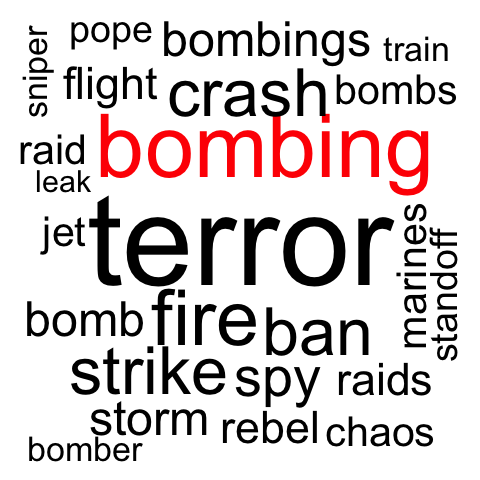 sniper
pope
bombings
train
flight
crash
bombs
raid
bombing
leak
jet
terror
marines
standoff
bomb
fire
ban
strike
spy
raids
storm
rebel
chaos
bomber